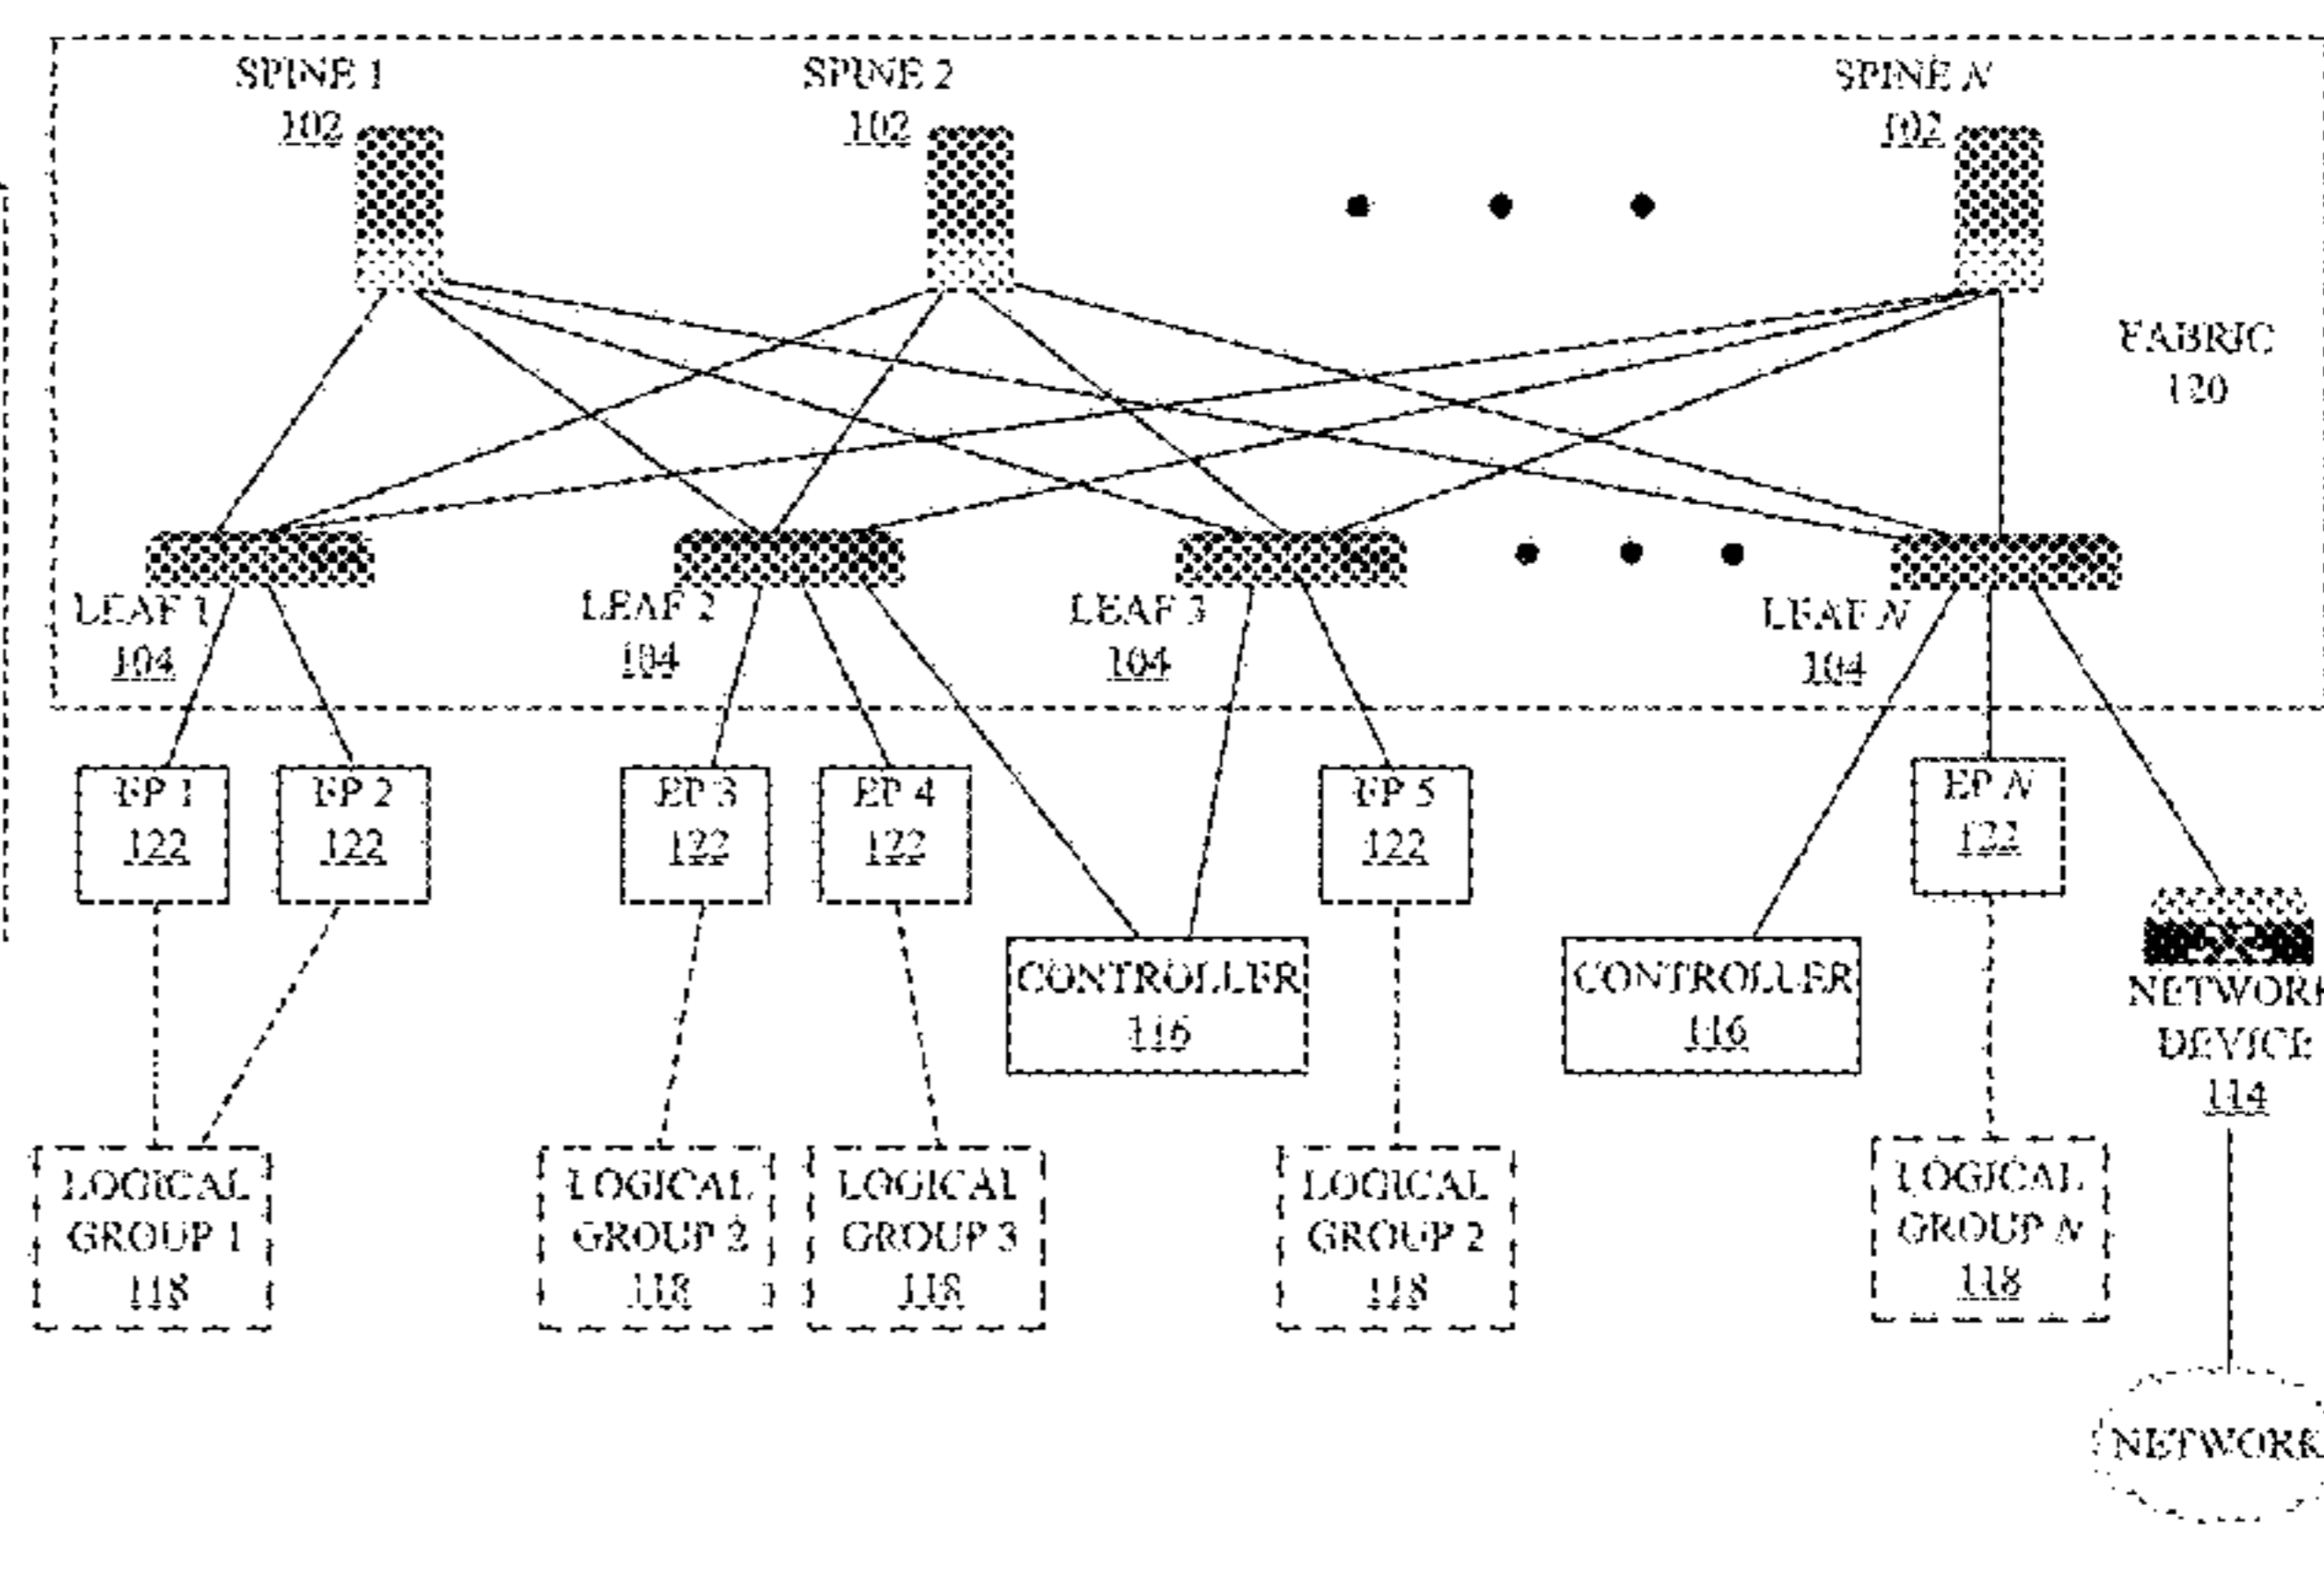 SPINE 1
102
SPINE 2
102
SPINE N
102
FABRIC
120
LEAF 1
104
LEAF 2
104
LEAF 3
104
LEAF N
104
EP 1
122
EP 2
122
EP 3
122
EP 4
122
EP 5
122
EP N
122
CONTROLLER
116
CONTROLLER
116
NETWORK
DEVICE
114
LOGICAL
GROUP 1
118
LOGICAL
GROUP 2
118
LOGICAL
GROUP 3
118
LOGICAL
GROUP 2
118
LOGICAL
GROUP N
118
NETWORK